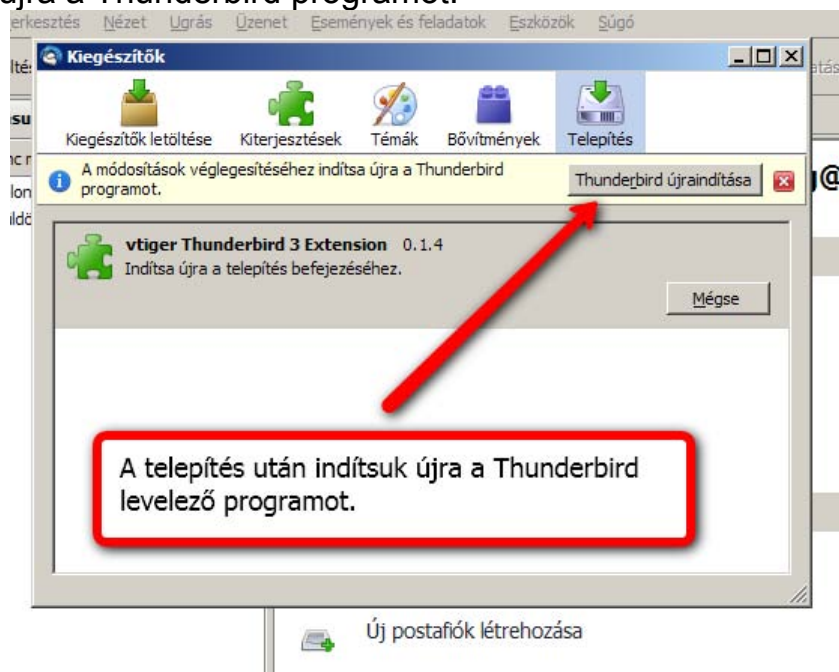 újra a Thunderbird programot.
Nézet Ugrás Üzenet Események és feladatok Eszközök Súgó
Kiegészítők
Kiegészítők letöltése Kiterjesztések Témák Bővítmények Telepítés
A módosítások véglegesítéséhez indítsa újra a Thunderbird
programot.
Thunderbird újraindítása
vtiger Thunderbird 3 Extension 0.1.4
Indítsa újra a telepítés befejezéséhez.
Mégse
A telepítés után indítsuk újra a Thunderbird
levelező programot.
Új postafiók létrehozása